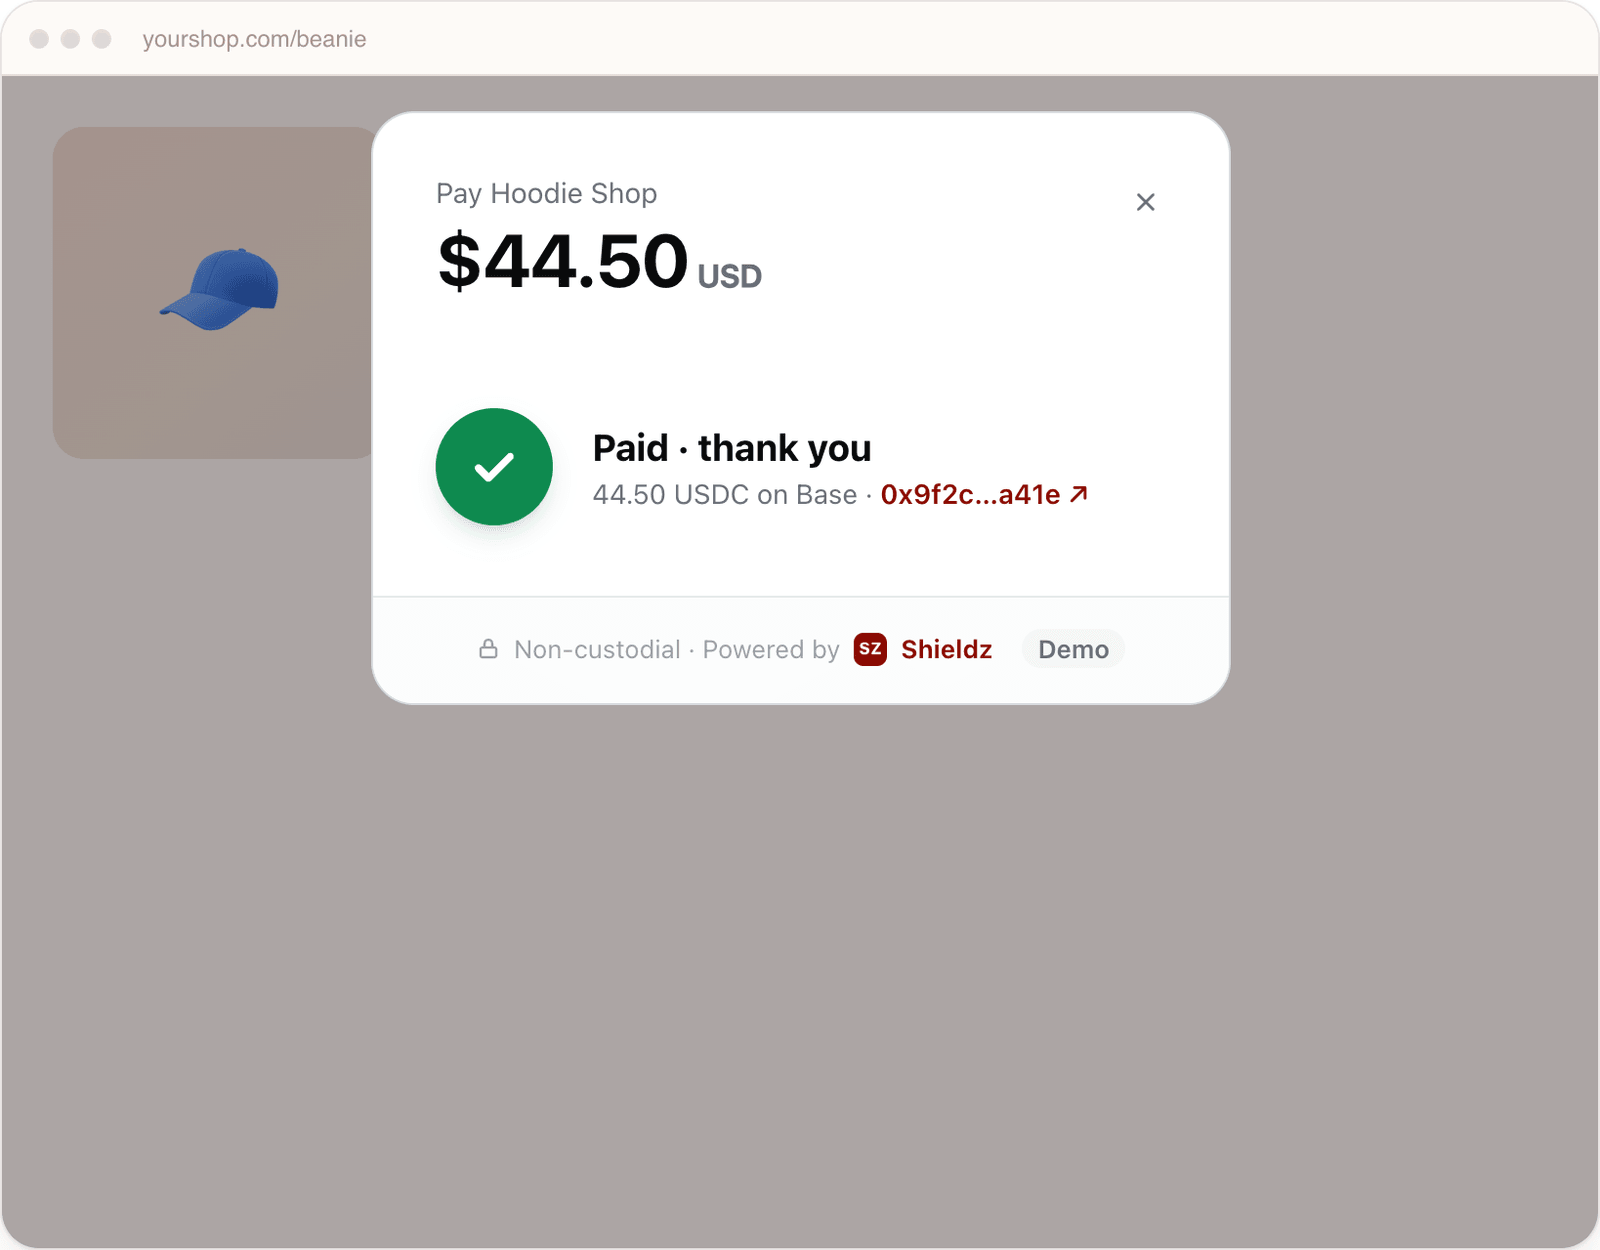 yourshop.com/beanie
Pay Hoodie Shop
$44.50 USD
Paid · thank you
44.50 USDC on Base · 0x9f2c...a41e ↗
Non-custodial · Powered by SZ Shieldz Demo